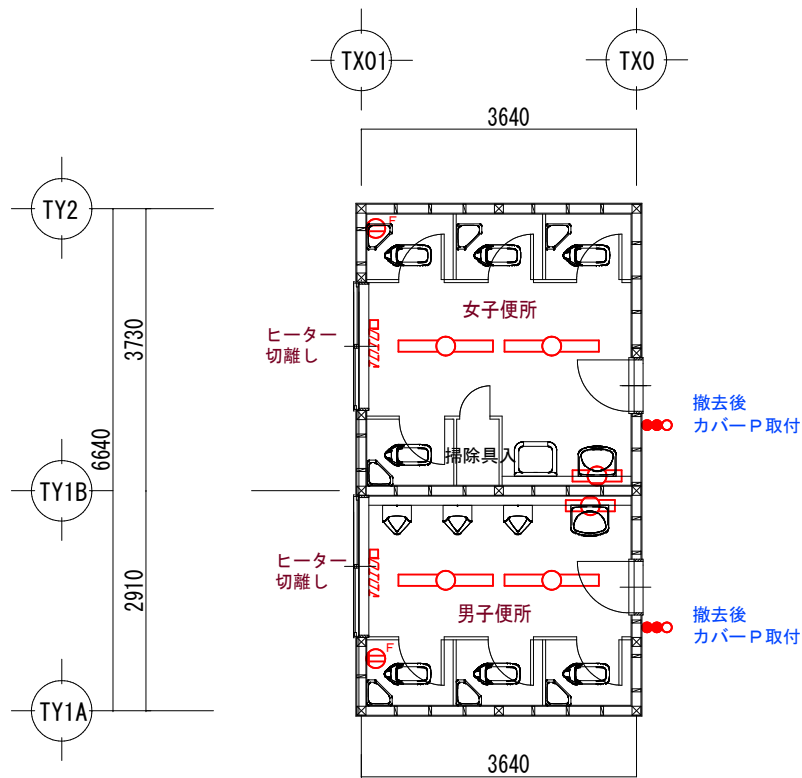 TX01
TX0
3640
TY2
F
女子便所
3730
ヒーター
切離し
撤去後
カバーP取付
6640
掃除具入
TY1B
ヒーター
切離し
2910
男子便所
撤去後
カバーP取付
F
TY1A
3640